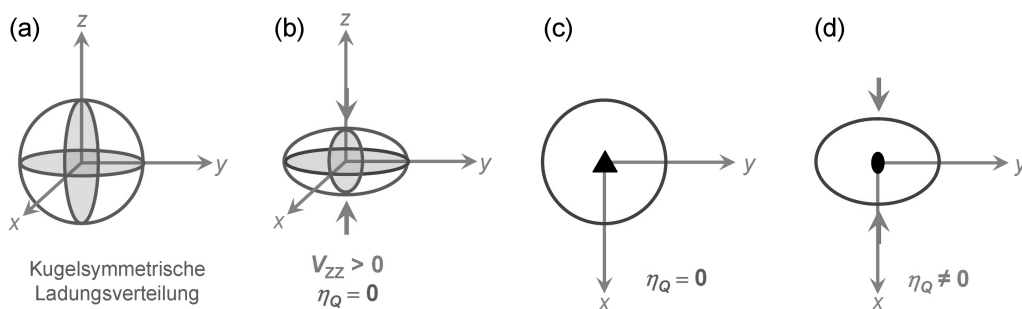 (a)
z
y
x
Kugelsymmetrische
Ladungsverteilung
(b)
z
y
x
V_ZZ > 0
η_Q = 0
(c)
y
x
η_Q = 0
(d)
y
x
η_Q ≠ 0